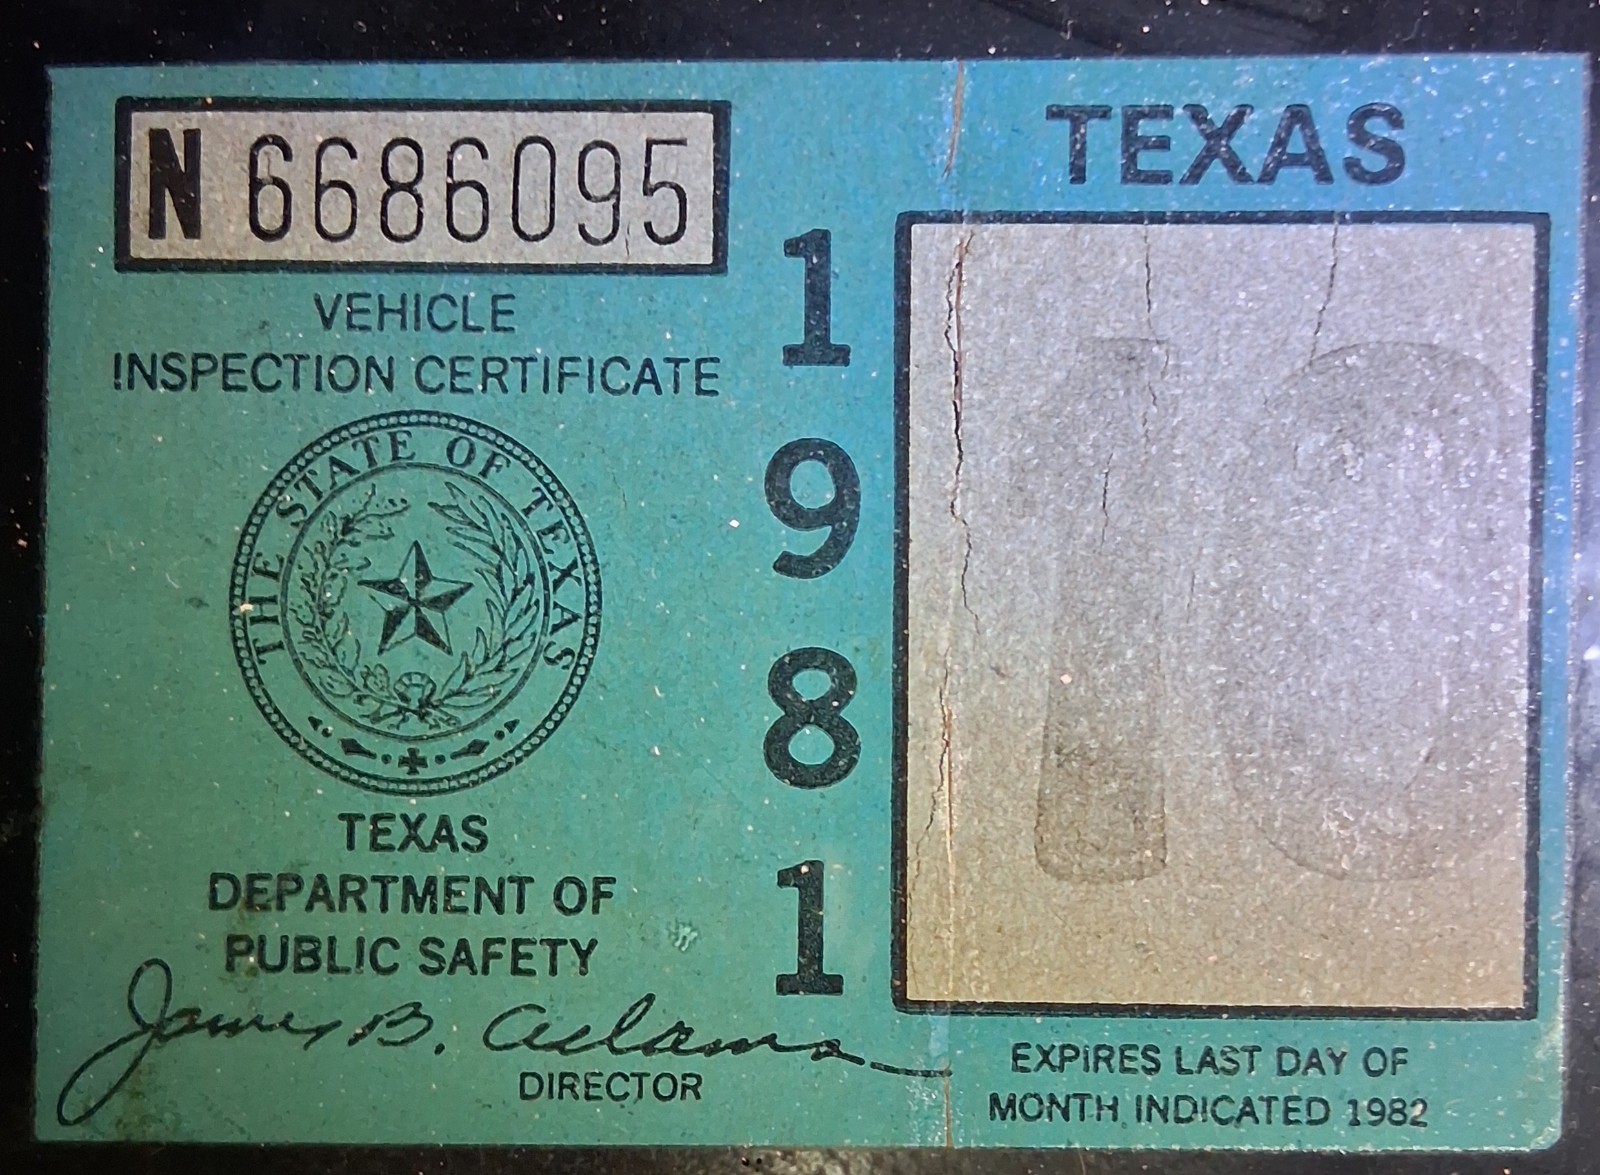 N 6686095
VEHICLE
INSPECTION CERTIFICATE
THE STATE OF TEXAS
TEXAS
DEPARTMENT OF
PUBLIC SAFETY
James B. Adams
DIRECTOR
1
9
8
1
TEXAS
10
EXPIRES LAST DAY OF
MONTH INDICATED 1982